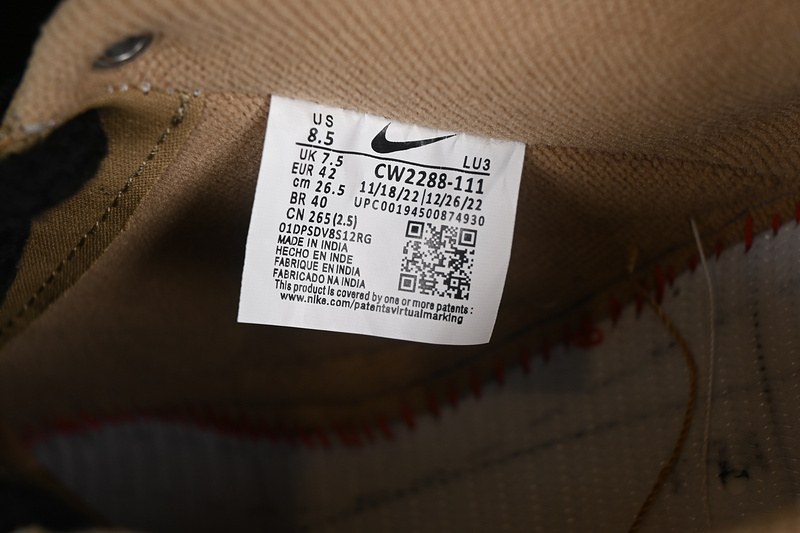 US
8.5
LU3
UK 7.5
EUR 42
cm 26.5
BR 40
CN 265(2.5)
CW2288-111
11/18/22|12/26/22
UPC00194500874930
01DPSDV8S12RG
MADE IN INDIA
HECHO EN INDE
FABRIQUE EN INDIA
FABRICADO NA INDIA
This product is covered by one or more patents :
www.nike.com/patentsvirtualmarking